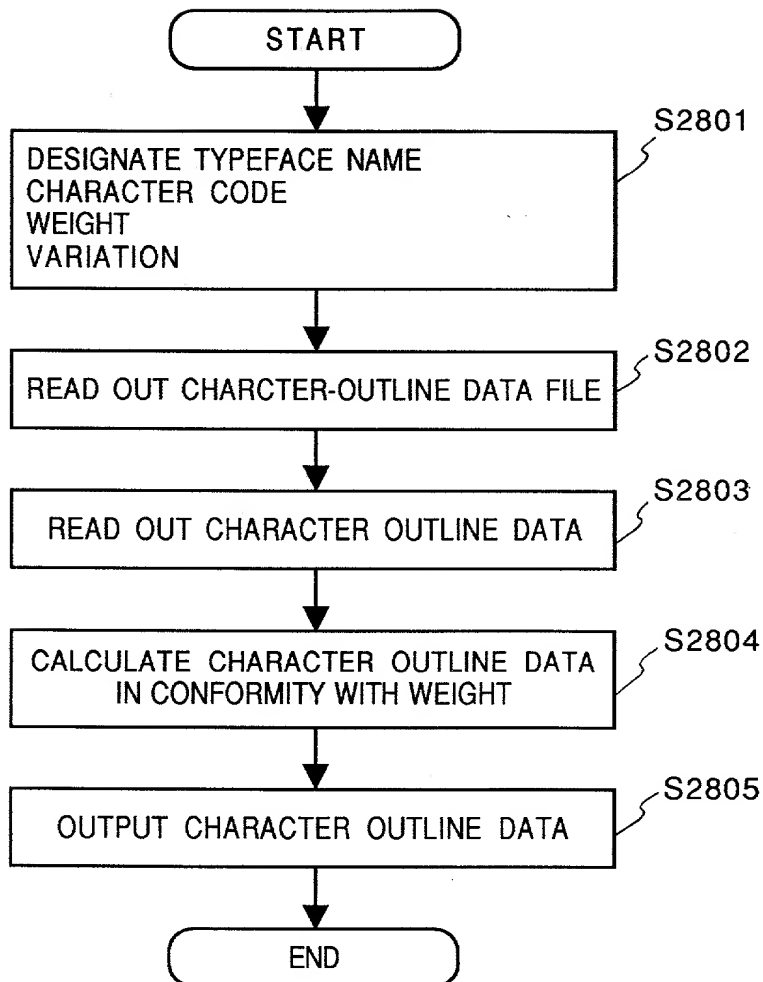 START
S2801
DESIGNATE TYPEFACE NAME
CHARACTER CODE
WEIGHT
VARIATION
S2802
READ OUT CHARCTER-OUTLINE DATA FILE
S2803
READ OUT CHARACTER OUTLINE DATA
S2804
CALCULATE CHARACTER OUTLINE DATA
IN CONFORMITY WITH WEIGHT
S2805
OUTPUT CHARACTER OUTLINE DATA
END